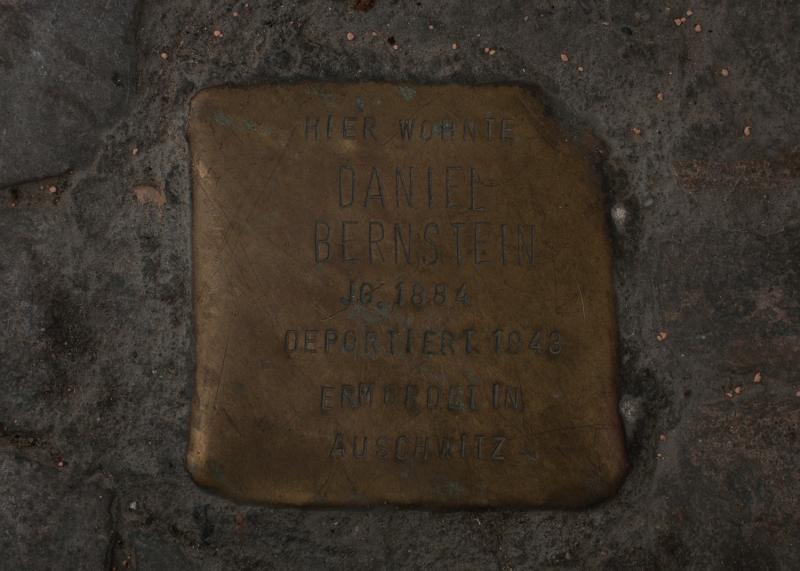 HIER WOHNTE
DANIEL
BERNSTEIN
JG. 1884
DEPORTIERT 1943
ERMORDET IN
AUSCHWITZ